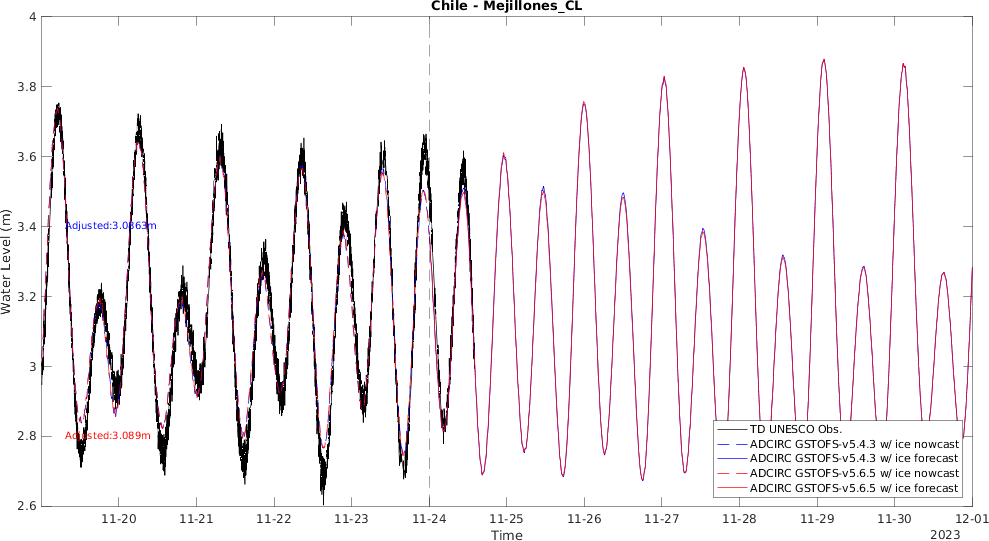 Chile - Mejillones_CL
4
3.8
3.6
3.4
3.2
3
2.8
2.6
Water Level (m)
Adjusted:3.0863m
Adjusted:3.089m
TD UNESCO Obs.
ADCIRC GSTOFS-v5.4.3 w/ ice nowcast
ADCIRC GSTOFS-v5.4.3 w/ ice forecast
ADCIRC GSTOFS-v5.6.5 w/ ice nowcast
ADCIRC GSTOFS-v5.6.5 w/ ice forecast
11-20
11-21
11-22
11-23
11-24
11-25
11-26
11-27
11-28
11-29
11-30
12-01
Time
2023